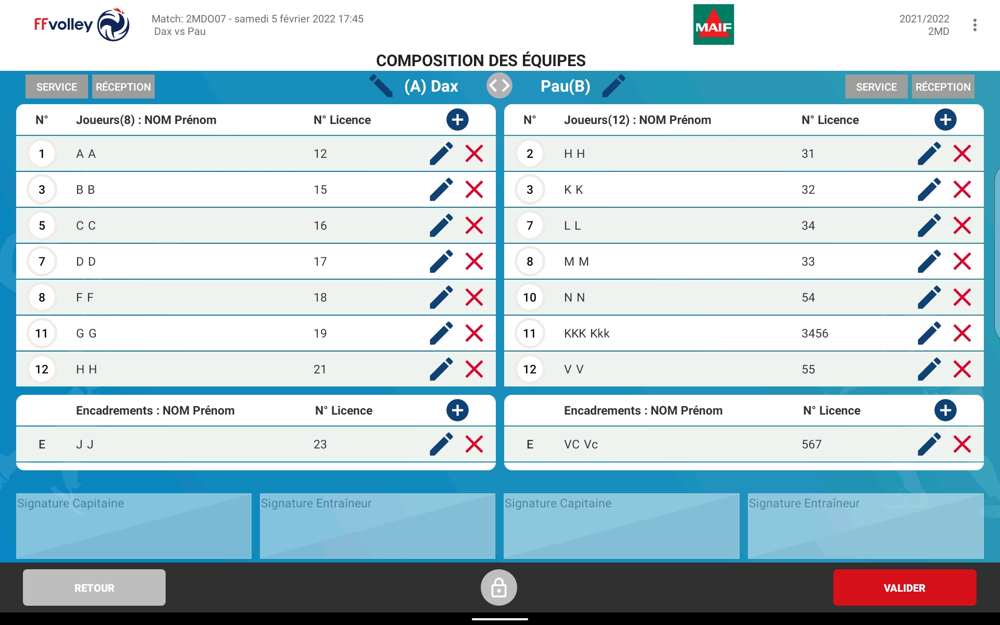 FFvolley
Match: 2MDO07 - samedi 5 février 2022 17:45
Dax vs Pau
MAIF
2021/2022
2MD
COMPOSITION DES ÉQUIPES
SERVICE RÉCEPTION (A) Dax Pau(B) SERVICE RÉCEPTION
N° Joueurs(8) : NOM Prénom N° Licence
1 A A 12
3 B B 15
5 C C 16
7 D D 17
8 F F 18
11 G G 19
12 H H 21
N° Joueurs(12) : NOM Prénom N° Licence
2 H H 31
3 K K 32
7 L L 34
8 M M 33
10 N N 54
11 KKK Kkk 3456
12 V V 55
Encadrements : NOM Prénom N° Licence
E J J 23
Encadrements : NOM Prénom N° Licence
E VC Vc 567
Signature Capitaine Signature Entraîneur Signature Capitaine Signature Entraîneur
RETOUR VALIDER